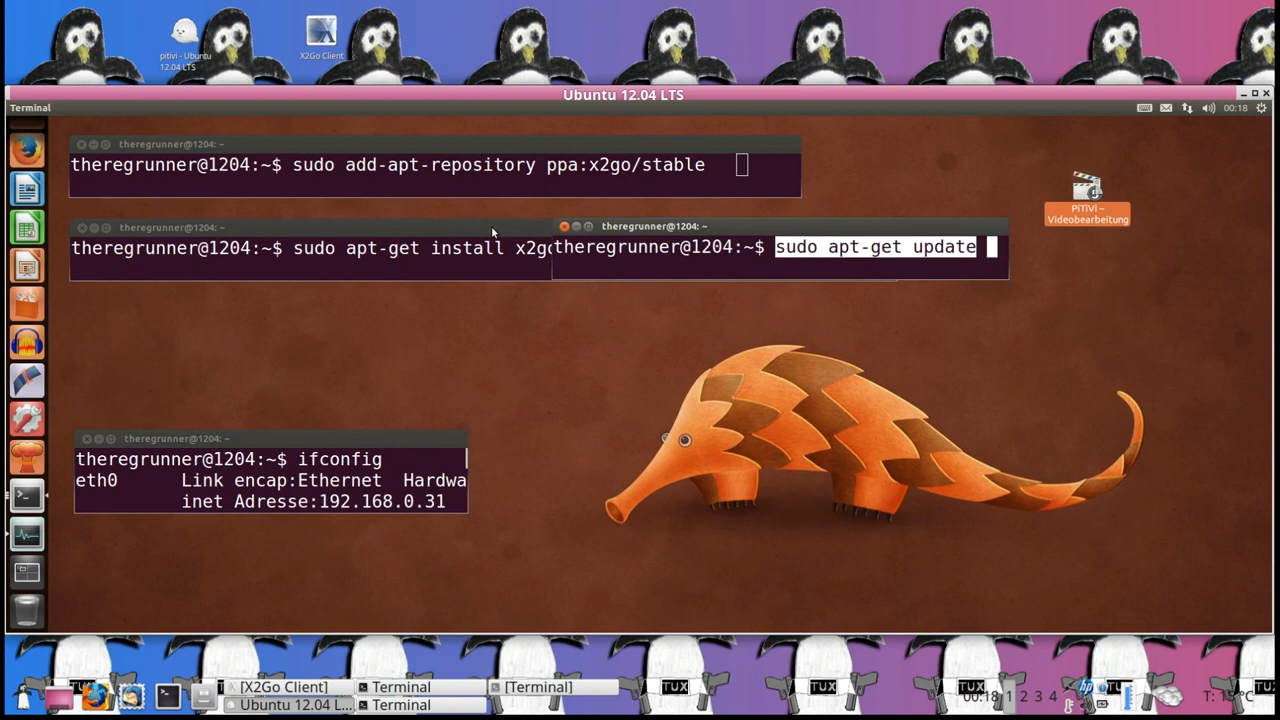 pitivi - Ubuntu
12.04 LTS
X2Go Client
Ubuntu 12.04 LTS
Terminal
00:18
theregrunner@1204: ~
theregrunner@1204:~$ sudo add-apt-repository ppa:x2go/stable
theregrunner@1204: ~
theregrunner@1204:~$ sudo apt-get install x2go
theregrunner@1204: ~
theregrunner@1204:~$ sudo apt-get update
PiTiVi –
Videobearbeitung
theregrunner@1204: ~
theregrunner@1204:~$ ifconfig
eth0 Link encap:Ethernet Hardwa
inet Adresse:192.168.0.31
TUX TUX TUX
[X2Go Client]
Terminal
[Terminal]
Ubuntu 12.04 L...
Terminal
00:18 1 2 3 4
hp